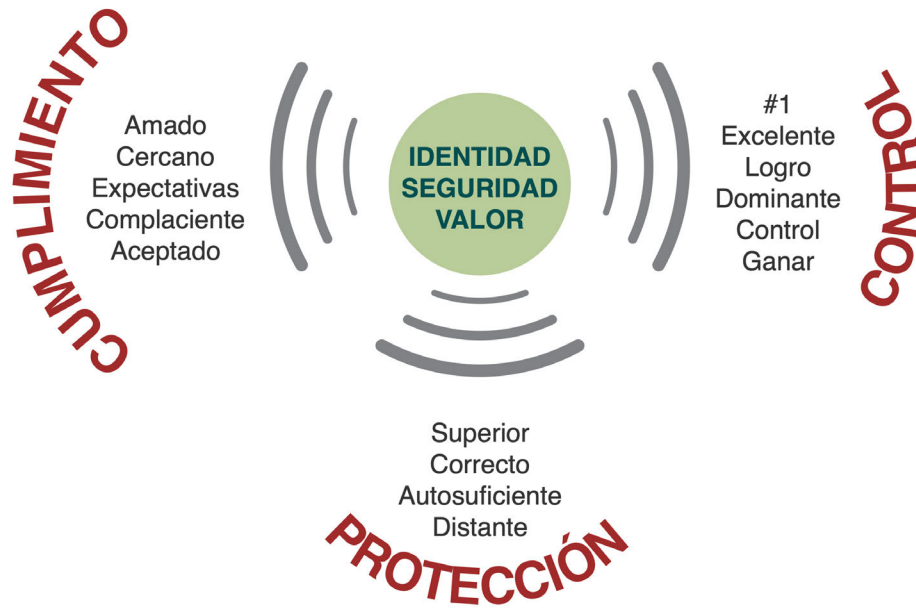 CUMPLIMIENTO
Amado
Cercano
Expectativas
Complaciente
Aceptado
IDENTIDAD
SEGURIDAD
VALOR
#1
Excelente
Logro
Dominante
Control
Ganar
CONTROL
Superior
Correcto
Autosuficiente
Distante
PROTECCIÓN